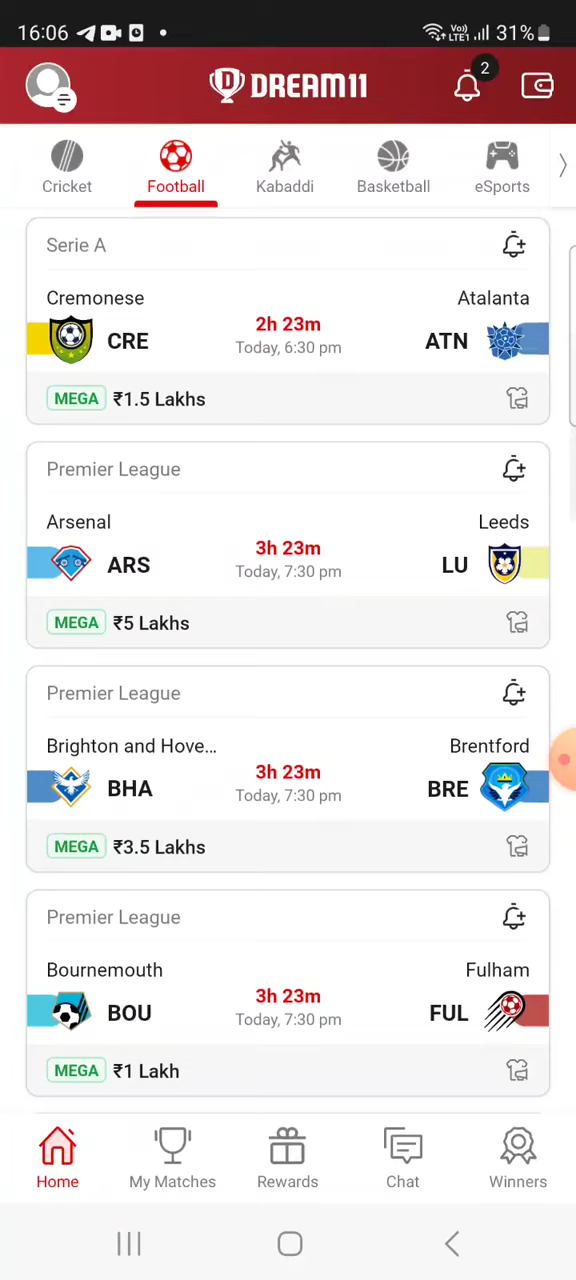 16:06
Vo)) LTE1 31%
DREAM11
2
Cricket Football Kabaddi Basketball eSports
Serie A
Cremonese Atalanta
CRE 2h 23m ATN
Today, 6:30 pm
MEGA ₹1.5 Lakhs
Premier League
Arsenal Leeds
ARS 3h 23m LU
Today, 7:30 pm
MEGA ₹5 Lakhs
Premier League
Brighton and Hove... Brentford
BHA 3h 23m BRE
Today, 7:30 pm
MEGA ₹3.5 Lakhs
Premier League
Bournemouth Fulham
BOU 3h 23m FUL
Today, 7:30 pm
MEGA ₹1 Lakh
Home My Matches Rewards Chat Winners